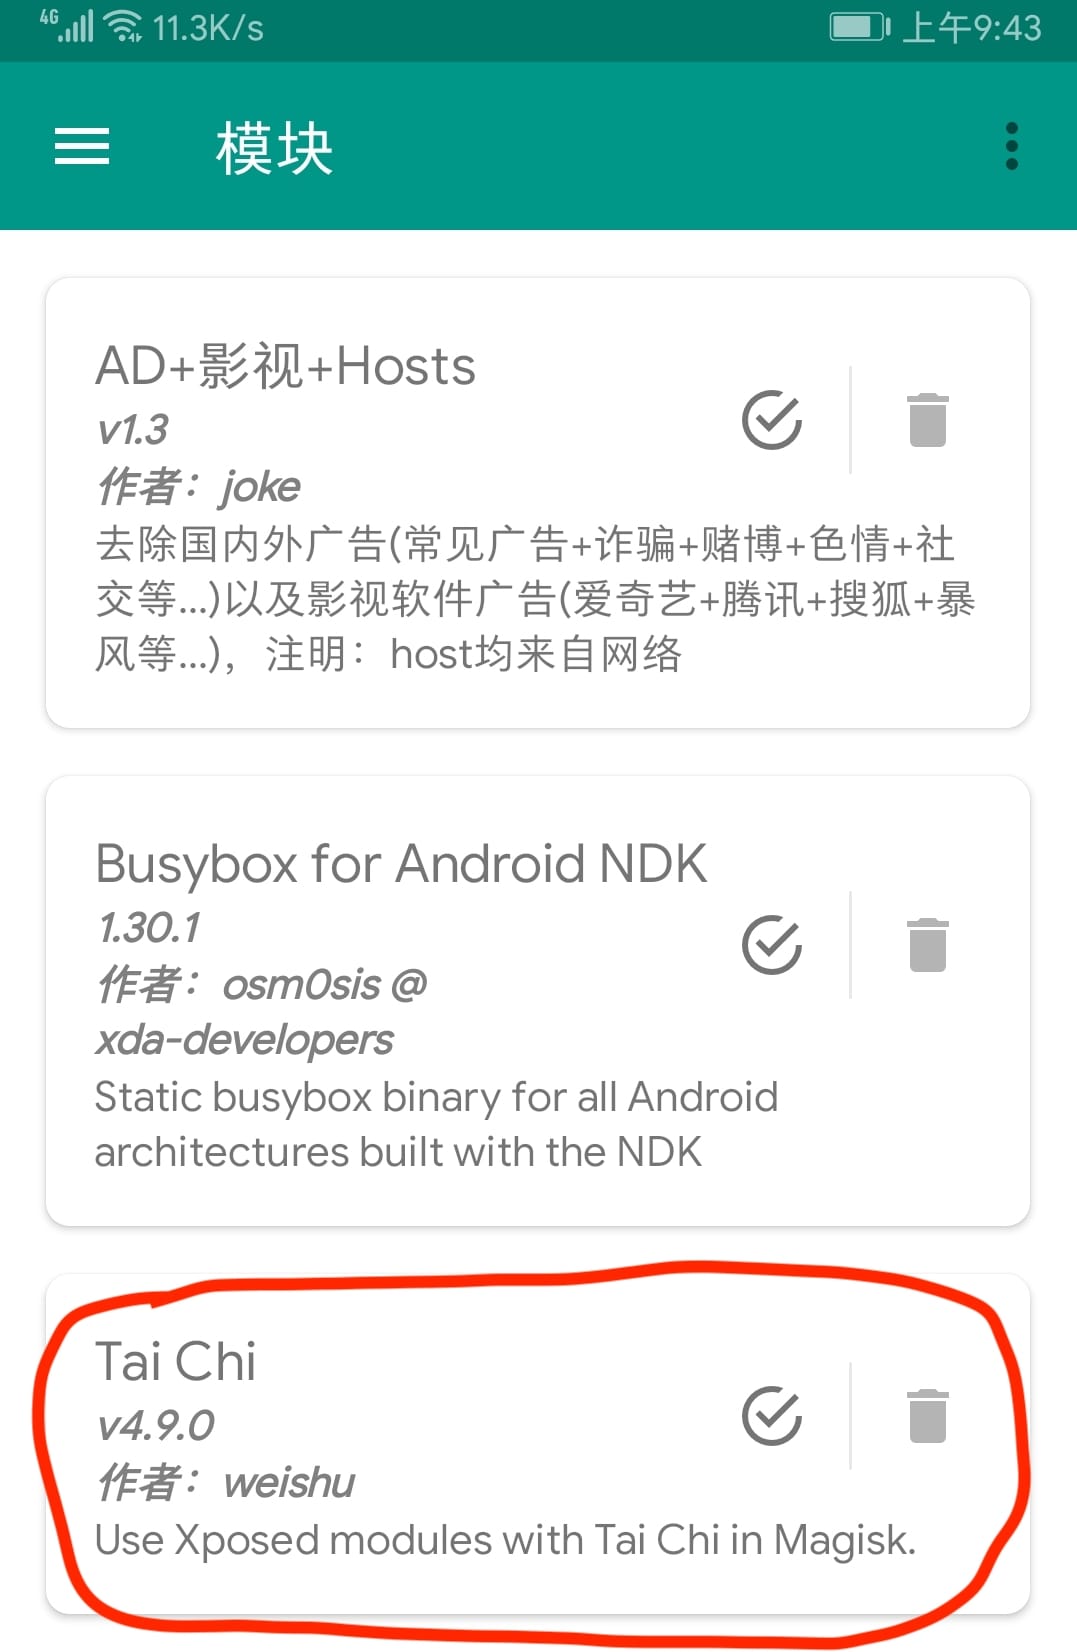 4G 11.3K/s 上午9:43
模块
AD+影视+Hosts
v1.3
作者：joke
去除国内外广告(常见广告+诈骗+赌博+色情+社
交等...)以及影视软件广告(爱奇艺+腾讯+搜狐+暴
风等...)，注明：host均来自网络
Busybox for Android NDK
1.30.1
作者：osm0sis @
xda-developers
Static busybox binary for all Android
architectures built with the NDK
Tai Chi
v4.9.0
作者：weishu
Use Xposed modules with Tai Chi in Magisk.